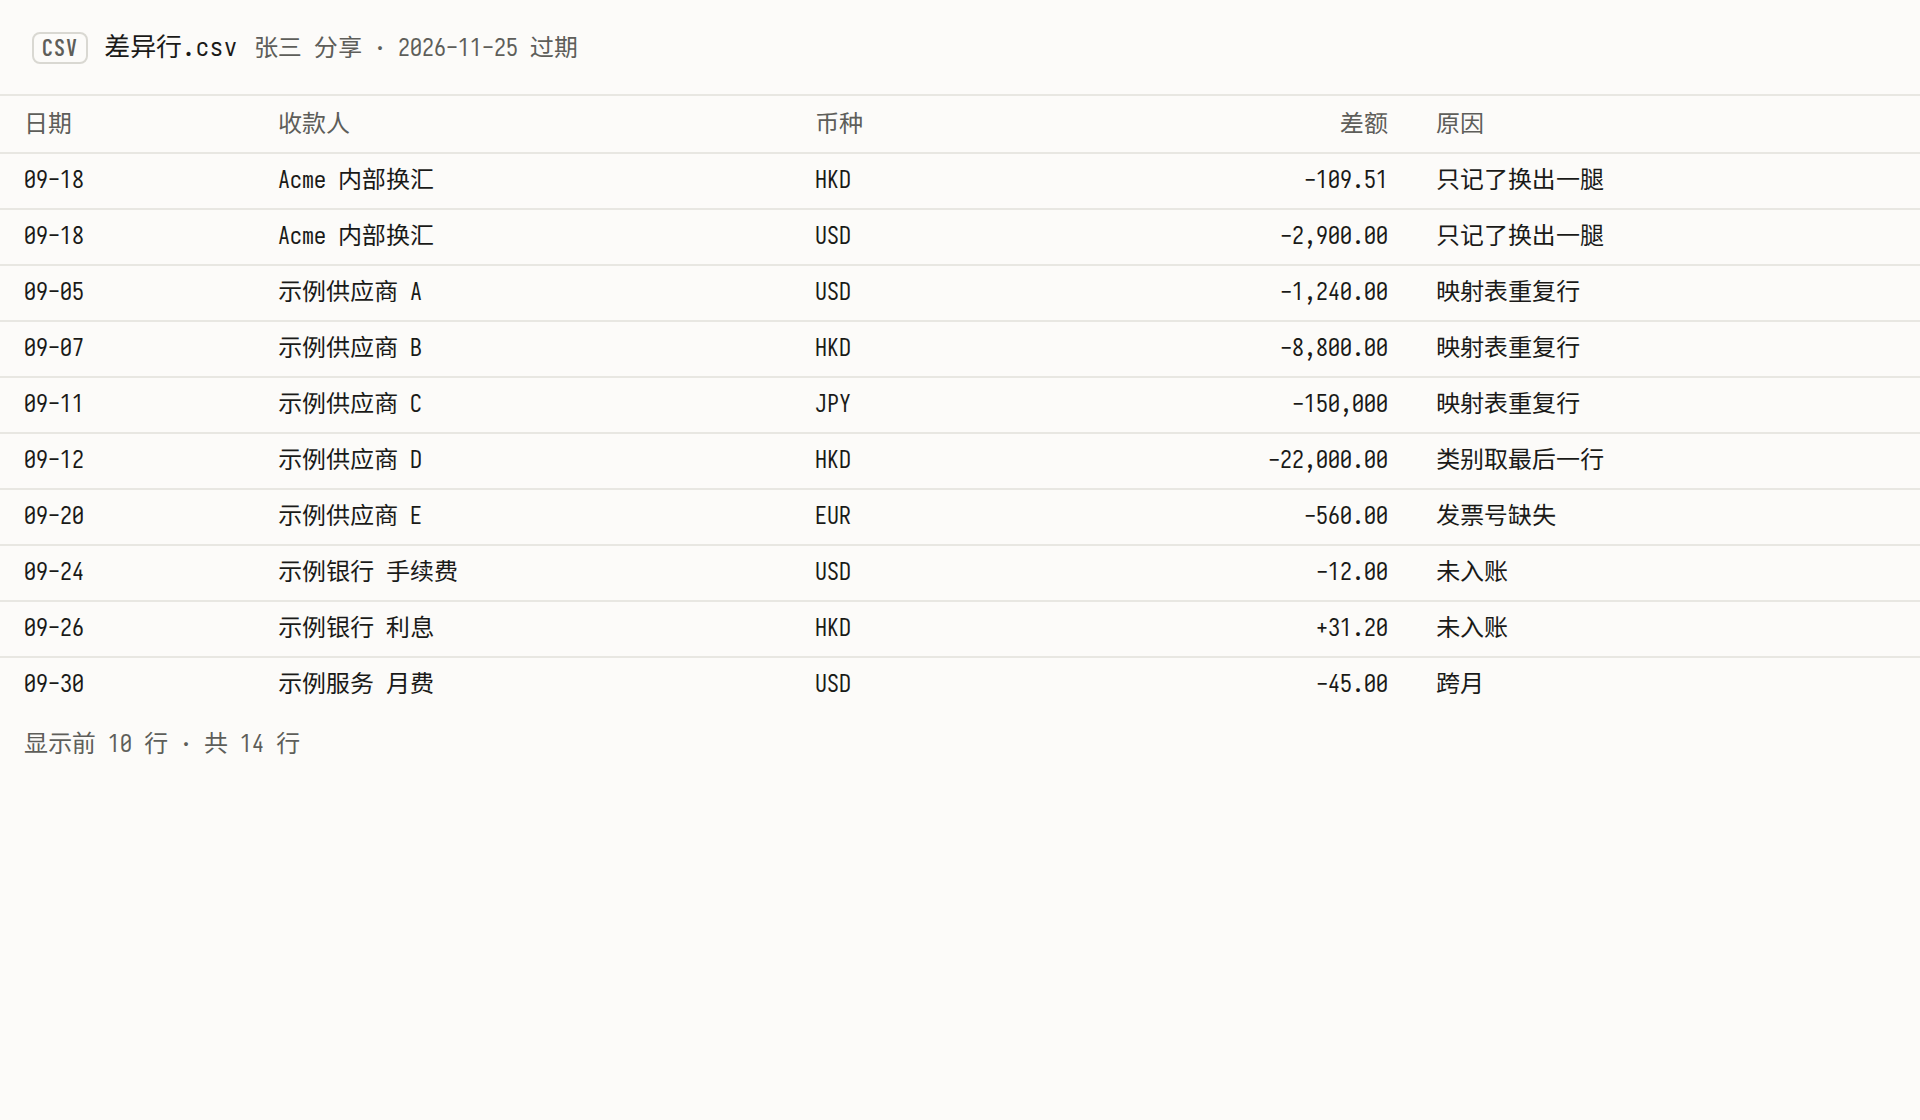 CSV 差异行.csv 张三 分享 · 2026-11-25 过期
日期 收款人 币种 差额 原因
09-18 Acme 内部换汇 HKD -109.51 只记了换出一腿
09-18 Acme 内部换汇 USD -2,900.00 只记了换出一腿
09-05 示例供应商 A USD -1,240.00 映射表重复行
09-07 示例供应商 B HKD -8,800.00 映射表重复行
09-11 示例供应商 C JPY -150,000 映射表重复行
09-12 示例供应商 D HKD -22,000.00 类别取最后一行
09-20 示例供应商 E EUR -560.00 发票号缺失
09-24 示例银行 手续费 USD -12.00 未入账
09-26 示例银行 利息 HKD +31.20 未入账
09-30 示例服务 月费 USD -45.00 跨月
显示前 10 行 · 共 14 行